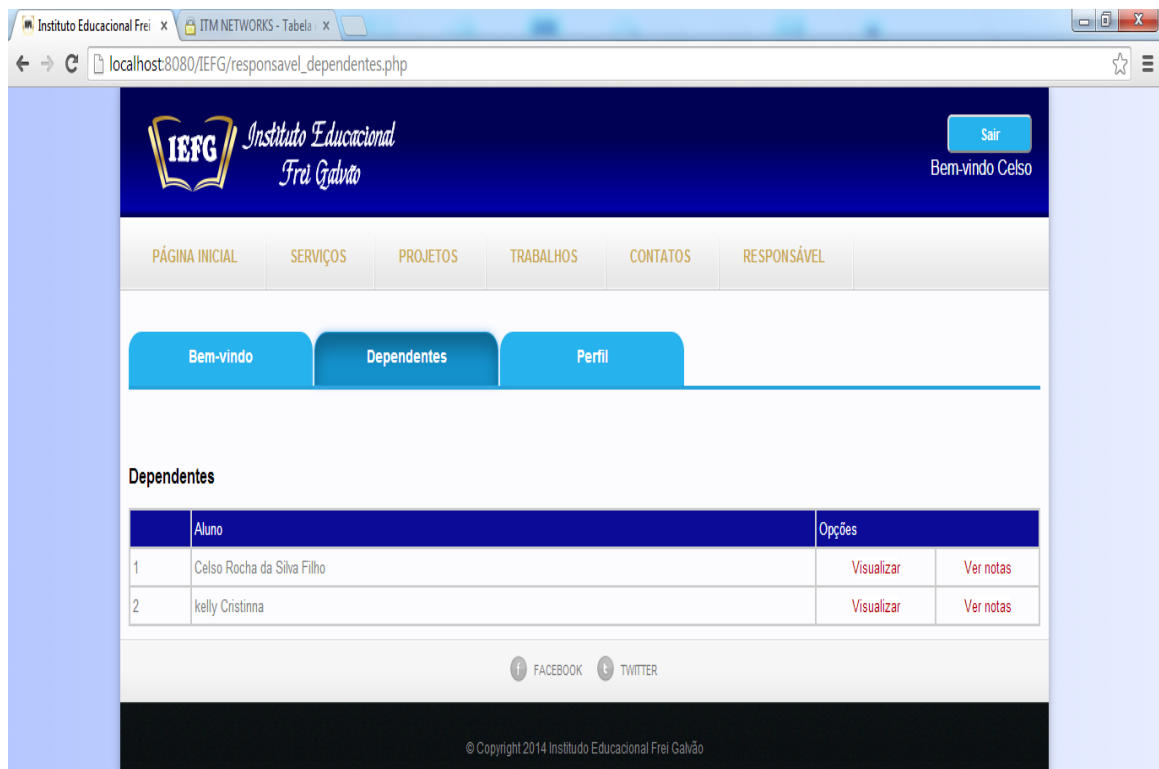 Instituto Educacional Frei x ITM NETWORKS - Tabela x
localhost:8080/IEFG/responsavel_dependentes.php
IEFG Instituto Educacional
Frei Galvão
Sair
Bem-vindo Celso
PÁGINA INICIAL SERVIÇOS PROJETOS TRABALHOS CONTATOS RESPONSÁVEL
Bem-vindo Dependentes Perfil
Dependentes
Aluno Opções
1 Celso Rocha da Silva Filho Visualizar Ver notas
2 kelly Cristinna Visualizar Ver notas
f FACEBOOK t TWITTER
© Copyright 2014 Institudo Educacional Frei Galvão